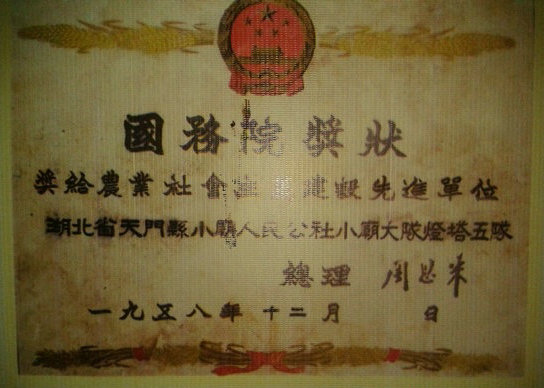 國務院獎狀
獎給農業社會主義建設先進單位
湖北省天門縣小廟人民公社小廟大隊燈塔五隊
總理 周恩来
一九五八年 十二月 日